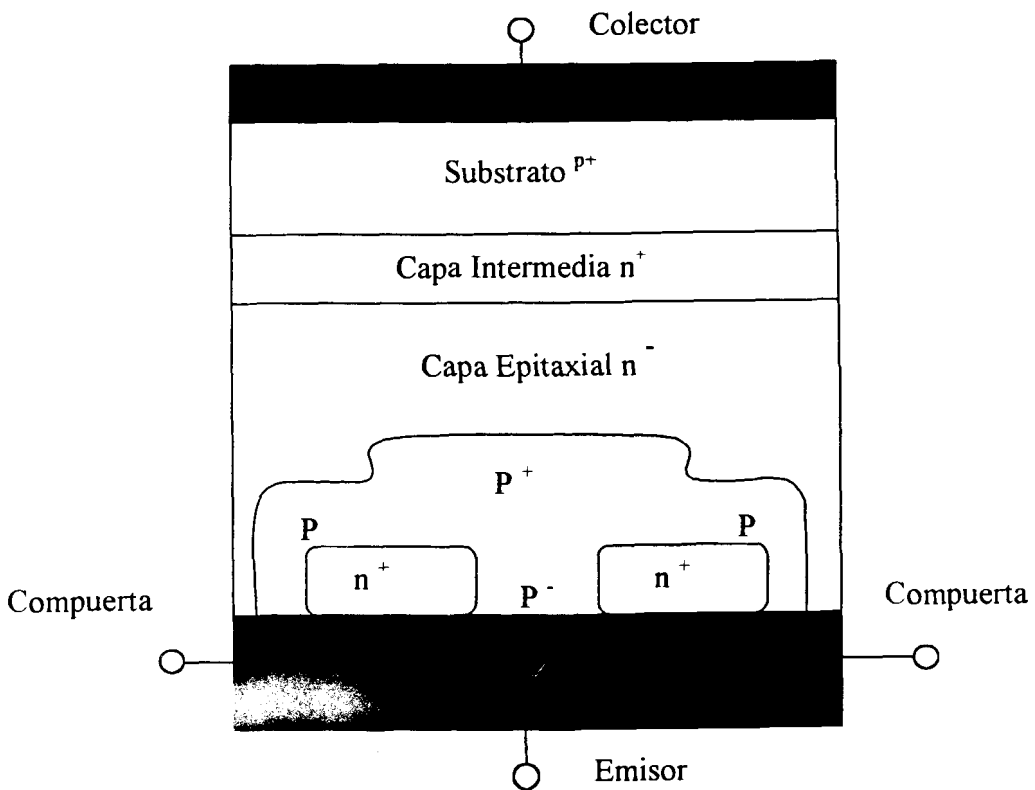 Colector
Substrato p+
Capa Intermedia n+
Capa Epitaxial n-
P+
P P
n+ n+
P-
Compuerta Compuerta
Emisor